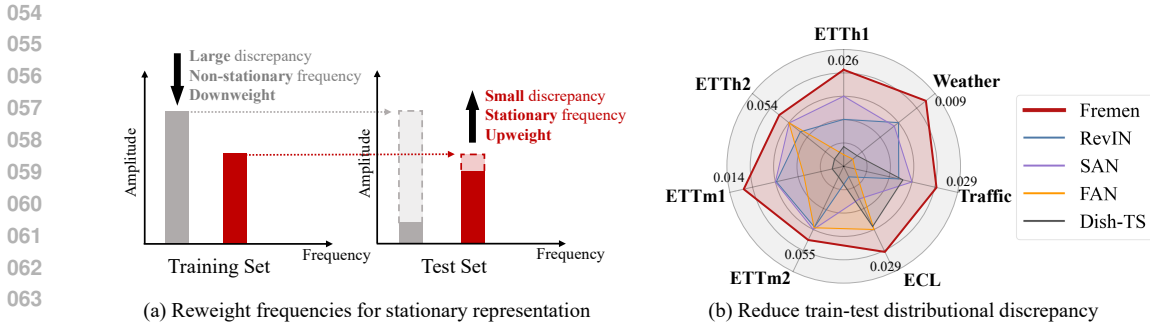 054
055
056
057
058
059
060
061
062
063
Large discrepancy
Non-stationary frequency
Downweight
Amplitude
Frequency
Training Set
Small discrepancy
Stationary frequency
Upweight
Amplitude
Frequency
Test Set
(a) Reweight frequencies for stationary representation
ETTh1
0.026
Weather
0.009
ETTh2
0.054
ETTm1
0.014
Traffic
0.029
ETTm2
0.055
ECL
0.029
Fremen
RevIN
SAN
FAN
Dish-TS
(b) Reduce train-test distributional discrepancy